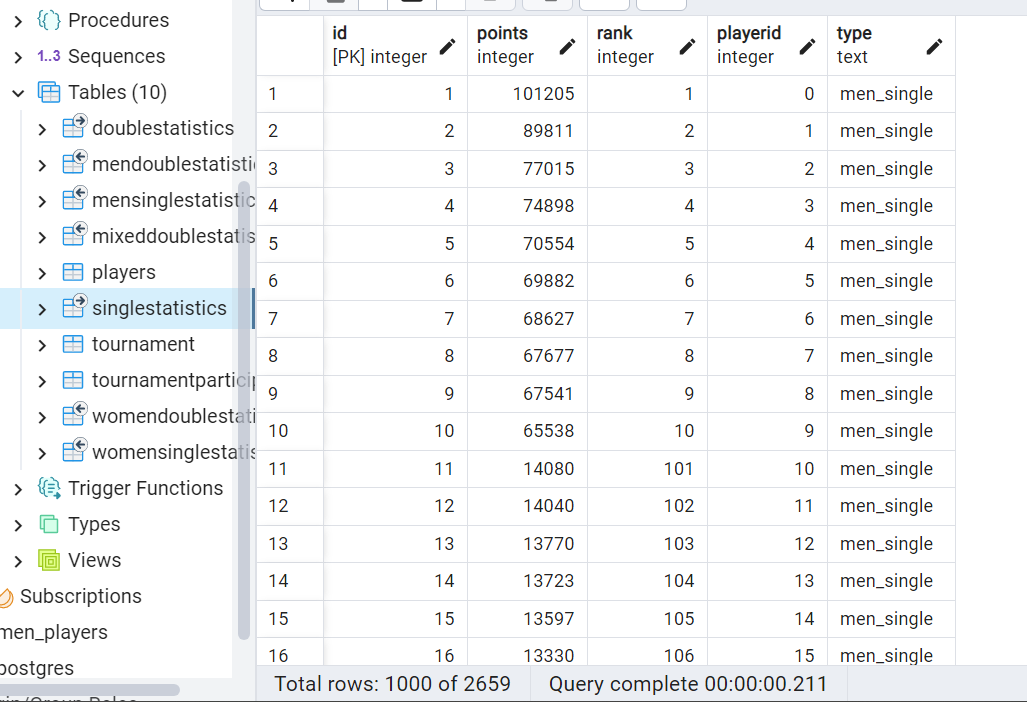 Procedures
1..3 Sequences
Tables (10)
doublestatistics
mendoublestatisti
mensinglestatistic
mixeddoublestatis
players
singlestatistics
tournament
tournamentparticip
womendoublestati
womensinglestatis
Trigger Functions
Types
Views
Subscriptions
men_players
postgres
id points rank playerid type
[PK] integer integer integer integer text
1 1 101205 1 0 men_single
2 2 89811 2 1 men_single
3 3 77015 3 2 men_single
4 4 74898 4 3 men_single
5 5 70554 5 4 men_single
6 6 69882 6 5 men_single
7 7 68627 7 6 men_single
8 8 67677 8 7 men_single
9 9 67541 9 8 men_single
10 10 65538 10 9 men_single
11 11 14080 101 10 men_single
12 12 14040 102 11 men_single
13 13 13770 103 12 men_single
14 14 13723 104 13 men_single
15 15 13597 105 14 men_single
16 16 13330 106 15 men_single
Total rows: 1000 of 2659 Query complete 00:00:00.211